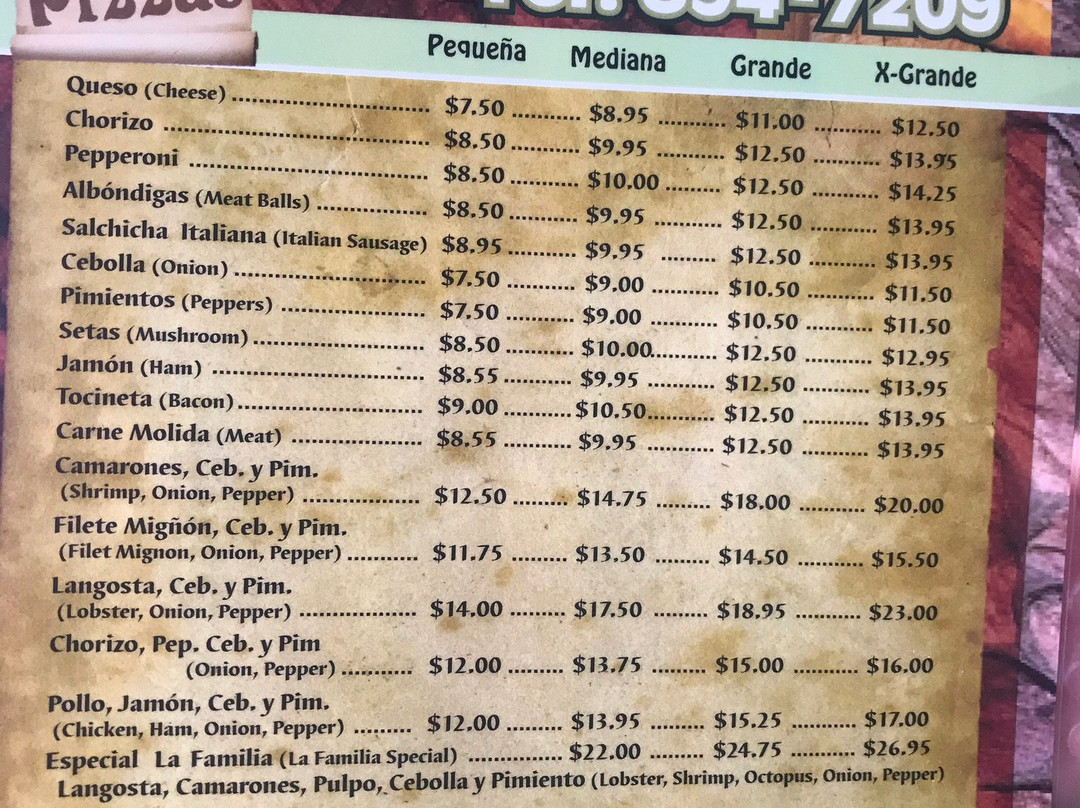 Pizzas
Tel. 894-7209
Pequeña Mediana Grande X-Grande
Queso (Cheese) .......... $7.50 .......... $8.95 .......... $11.00 .......... $12.50
Chorizo .......... $8.50 .......... $9.95 .......... $12.50 .......... $13.95
Pepperoni .......... $8.50 .......... $10.00 .......... $12.50 .......... $14.25
Albóndigas (Meat Balls) .......... $8.50 .......... $9.95 .......... $12.50 .......... $13.95
Salchicha Italiana (Italian Sausage) $8.95 .......... $9.95 .......... $12.50 .......... $13.95
Cebolla (Onion) .......... $7.50 .......... $9.00 .......... $10.50 .......... $11.50
Pimientos (Peppers) .......... $7.50 .......... $9.00 .......... $10.50 .......... $11.50
Setas (Mushroom) .......... $8.50 .......... $10.00 .......... $12.50 .......... $12.95
Jamón (Ham) .......... $8.55 .......... $9.95 .......... $12.50 .......... $13.95
Tocineta (Bacon) .......... $9.00 .......... $10.50 .......... $12.50 .......... $13.95
Carne Molida (Meat) .......... $8.55 .......... $9.95 .......... $12.50 .......... $13.95
Camarones, Ceb. y Pim.
(Shrimp, Onion, Pepper) .......... $12.50 .......... $14.75 .......... $18.00 .......... $20.00
Filete Migñón, Ceb. y Pim.
(Filet Mignon, Onion, Pepper) .......... $11.75 .......... $13.50 .......... $14.50 .......... $15.50
Langosta, Ceb. y Pim.
(Lobster, Onion, Pepper) .......... $14.00 .......... $17.50 .......... $18.95 .......... $23.00
Chorizo, Pep. Ceb. y Pim
(Onion, Pepper) .......... $12.00 .......... $13.75 .......... $15.00 .......... $16.00
Pollo, Jamón, Ceb. y Pim.
(Chicken, Ham, Onion, Pepper) .......... $12.00 .......... $13.95 .......... $15.25 .......... $17.00
Especial La Familia (La Familia Special) .......... $22.00 .......... $24.75 .......... $26.95
Langosta, Camarones, Pulpo, Cebolla y Pimiento (Lobster, Shrimp, Octopus, Onion, Pepper)